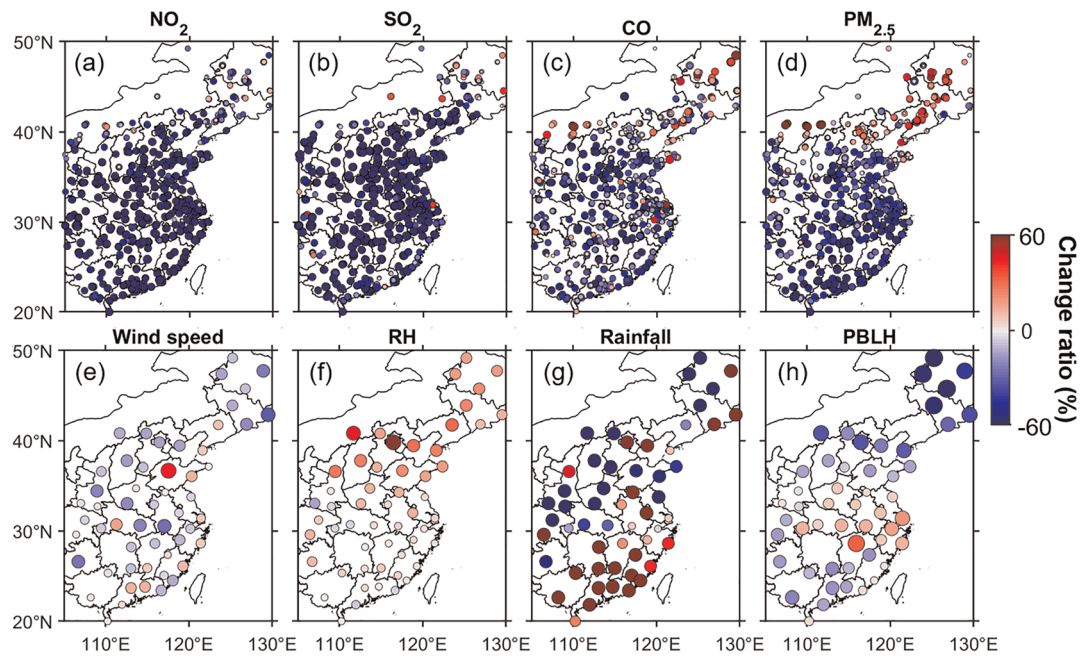 NO2 SO2 CO PM2.5
50°N (a) (b) (c) (d)
40°N
30°N
20°N
60
0
-60
Change ratio (%)
Wind speed RH Rainfall PBLH
50°N (e) (f) (g) (h)
40°N
30°N
20°N
110°E 120°E 130°E 110°E 120°E 130°E 110°E 120°E 130°E 110°E 120°E 130°E